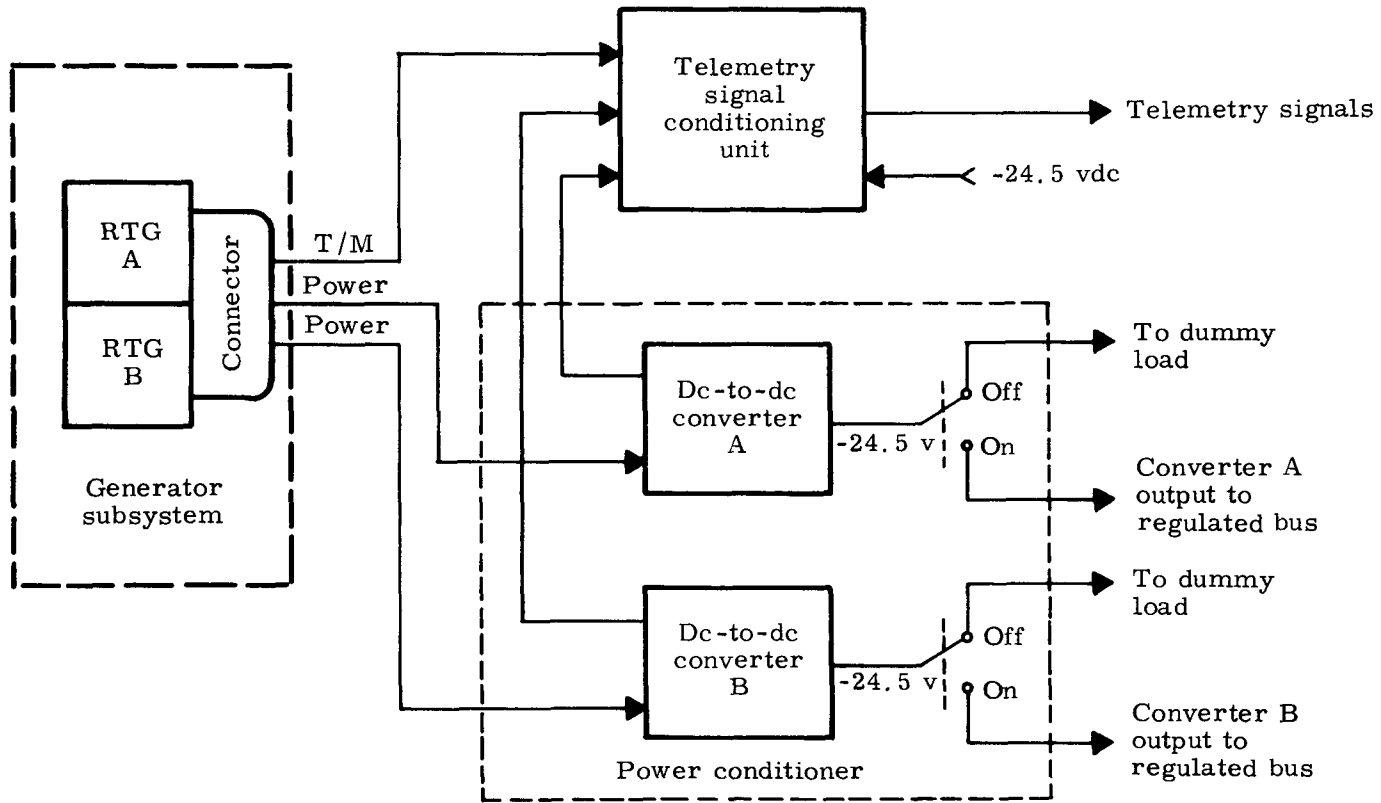 Telemetry
signal
conditioning
unit
Telemetry signals
-24.5 vdc
RTG
A
RTG
B
Connector
T/M
Power
Power
Generator
subsystem
Dc-to-dc
converter
A
-24.5 v
Off
On
To dummy
load
Converter A
output to
regulated bus
Dc-to-dc
converter
B
-24.5 v
Off
On
To dummy
load
Converter B
output to
regulated bus
Power conditioner